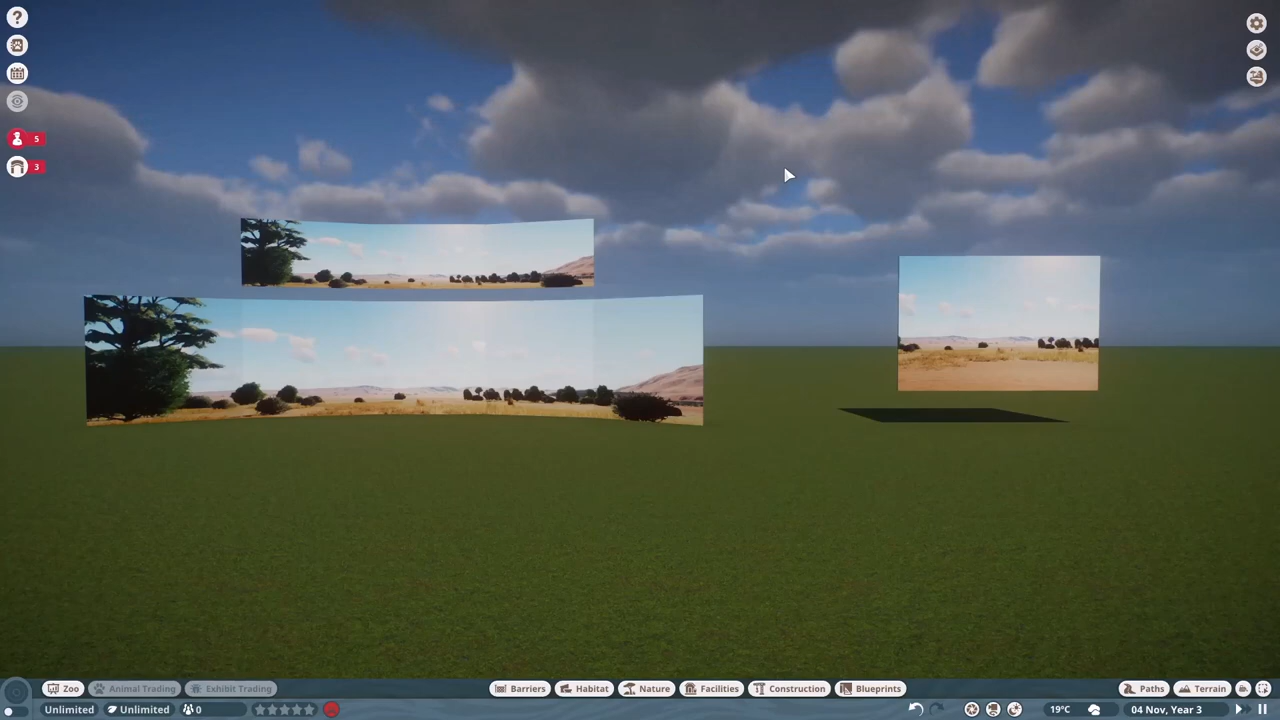 ?
5
3
Zoo
Animal Trading
Exhibit Trading
Barriers
Habitat
Nature
Facilities
Construction
Blueprints
Paths
Terrain
Unlimited
Unlimited
0
19°C
04 Nov, Year 3